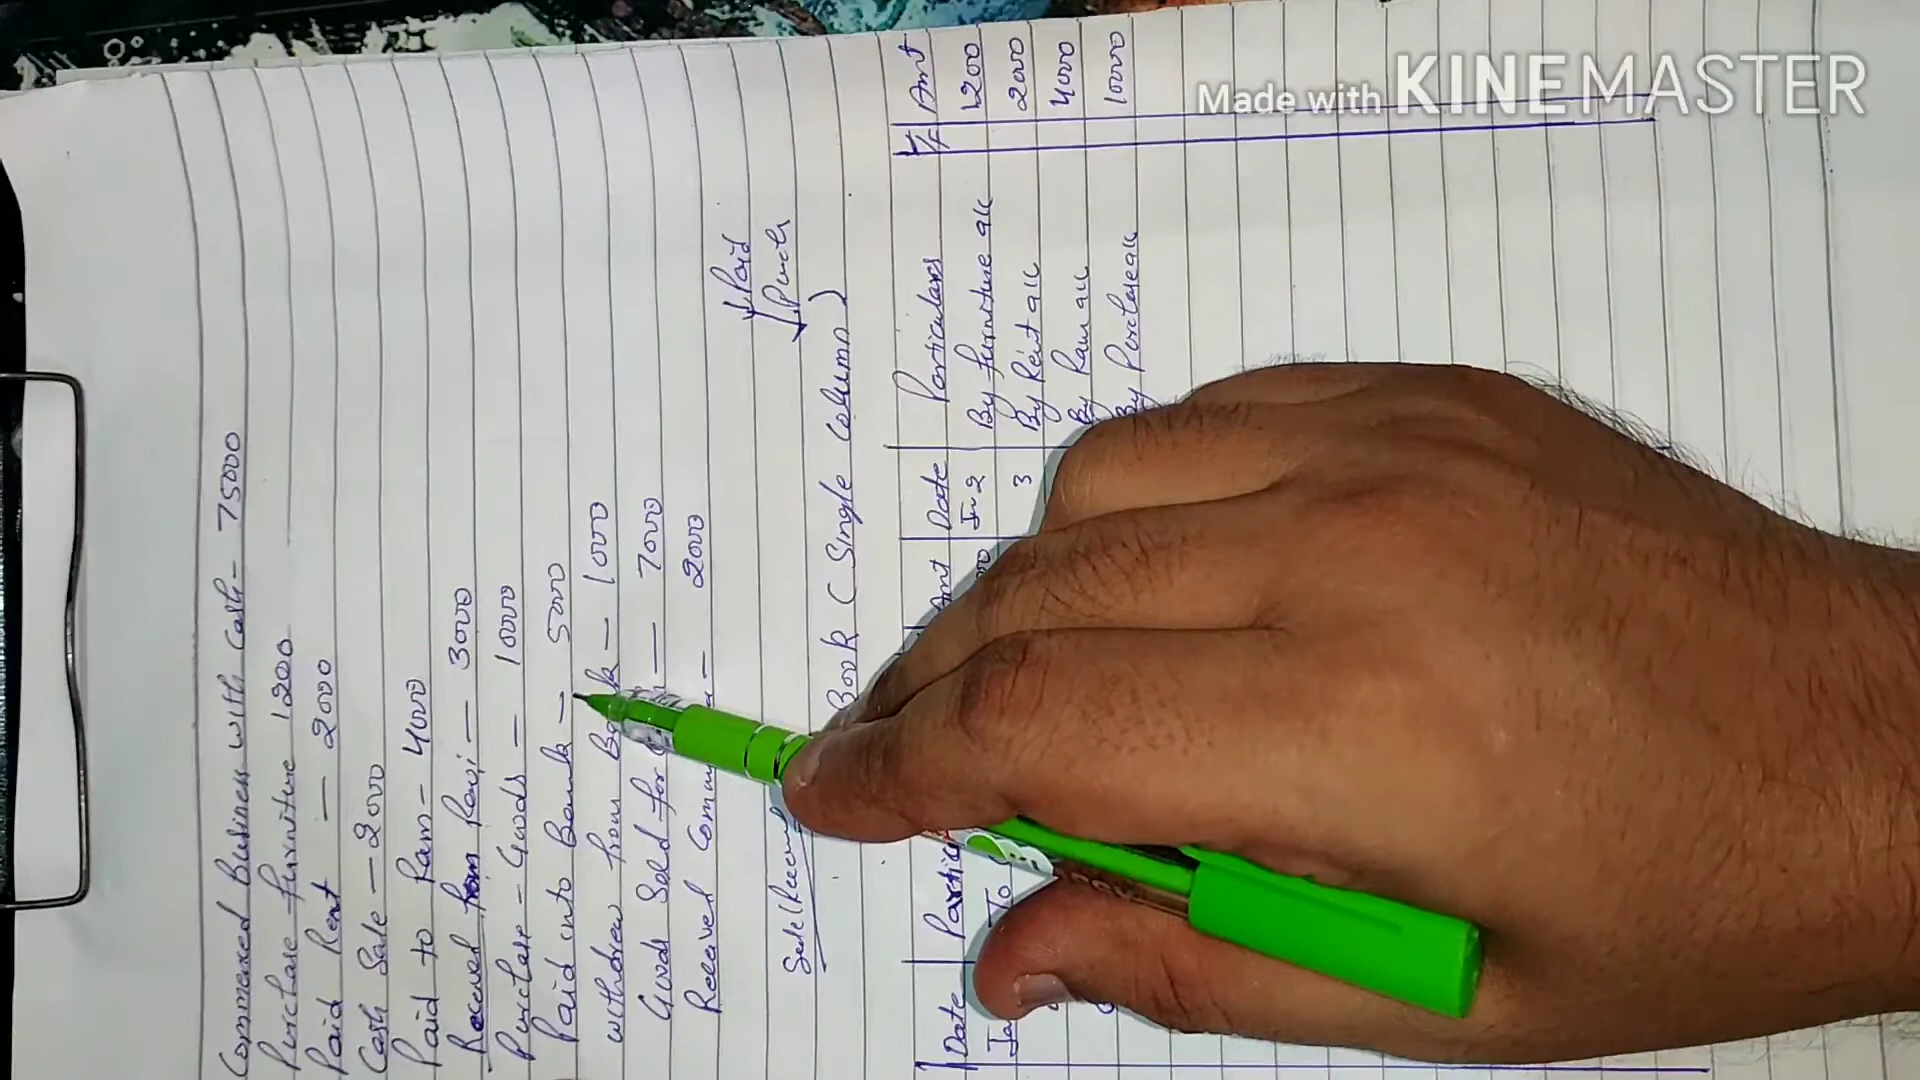 Made with KINEMASTER
Commenced Business with Cash - 75000
Purchase furniture 1200
Paid Rent - 2000
Cash Sale - 2000
Paid to Ram - 4000
Received from Ravi - 3000
Purchase - Goods - 10000
Paid into Bank - 5000
withdrew from Bank - 1000
Goods Sold for - 7000
Received Comm - 2000
Paid
Purch
Book (Single Column)
Date Partic Amt Date Particulars L/F Amt
Ja To Jan 2 By furniture a/c 1200
3 By Rent a/c 2000
By Ram a/c 4000
By Purchase a/c 10000